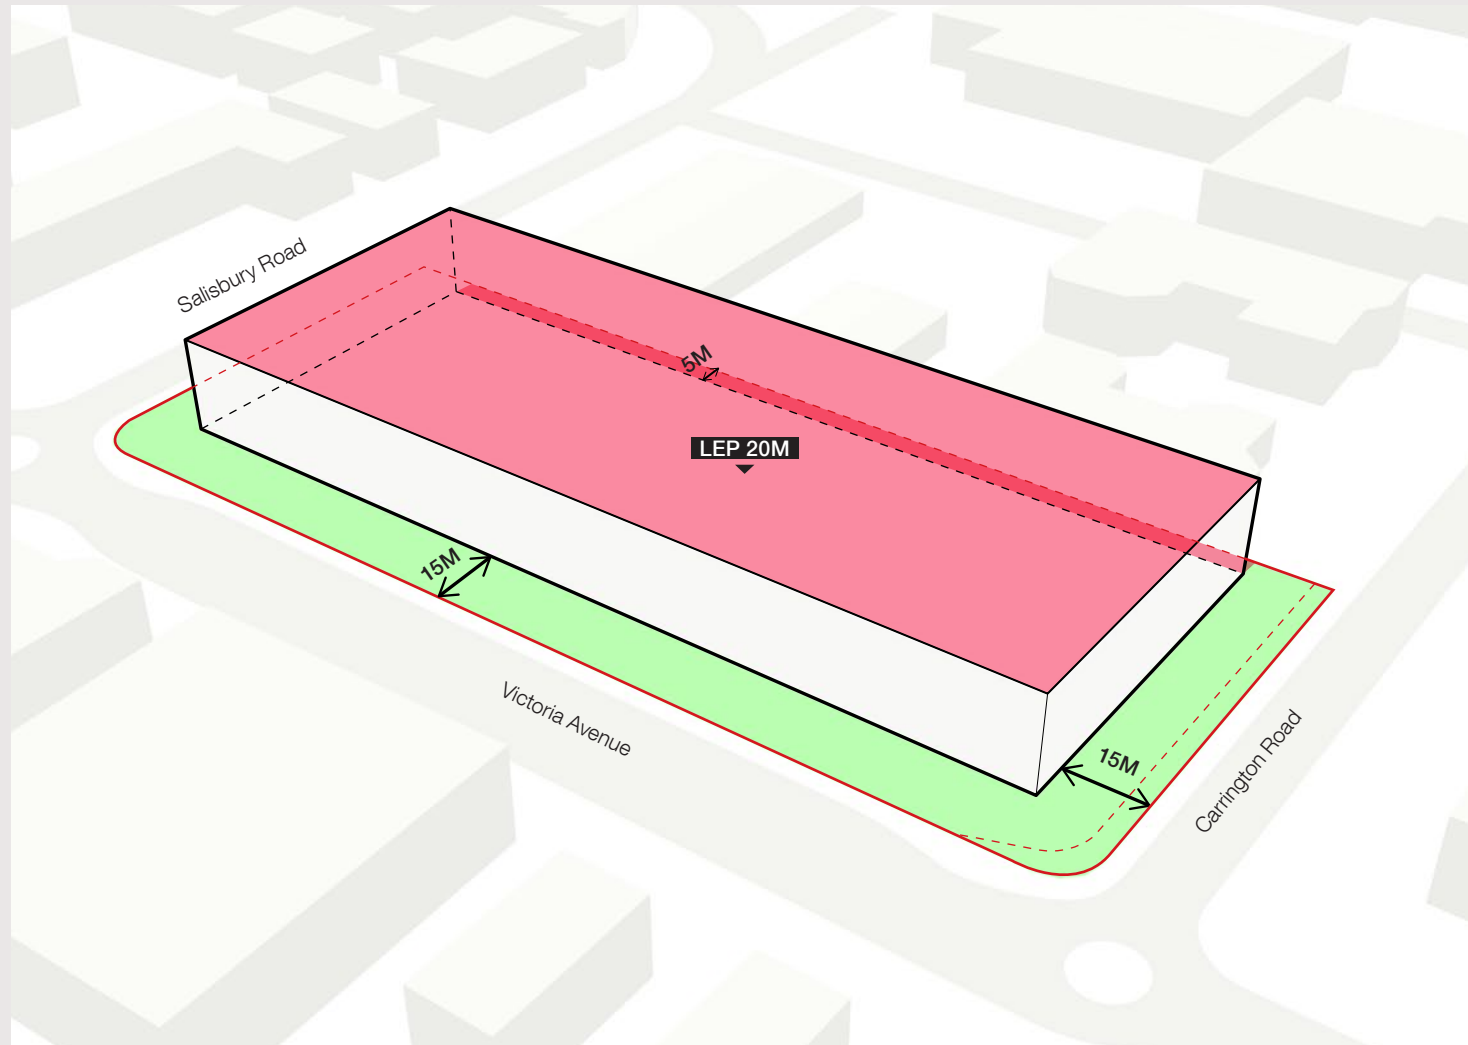 Salisbury Road
5M
LEP 20M
15M
Victoria Avenue
15M
Carrington Road